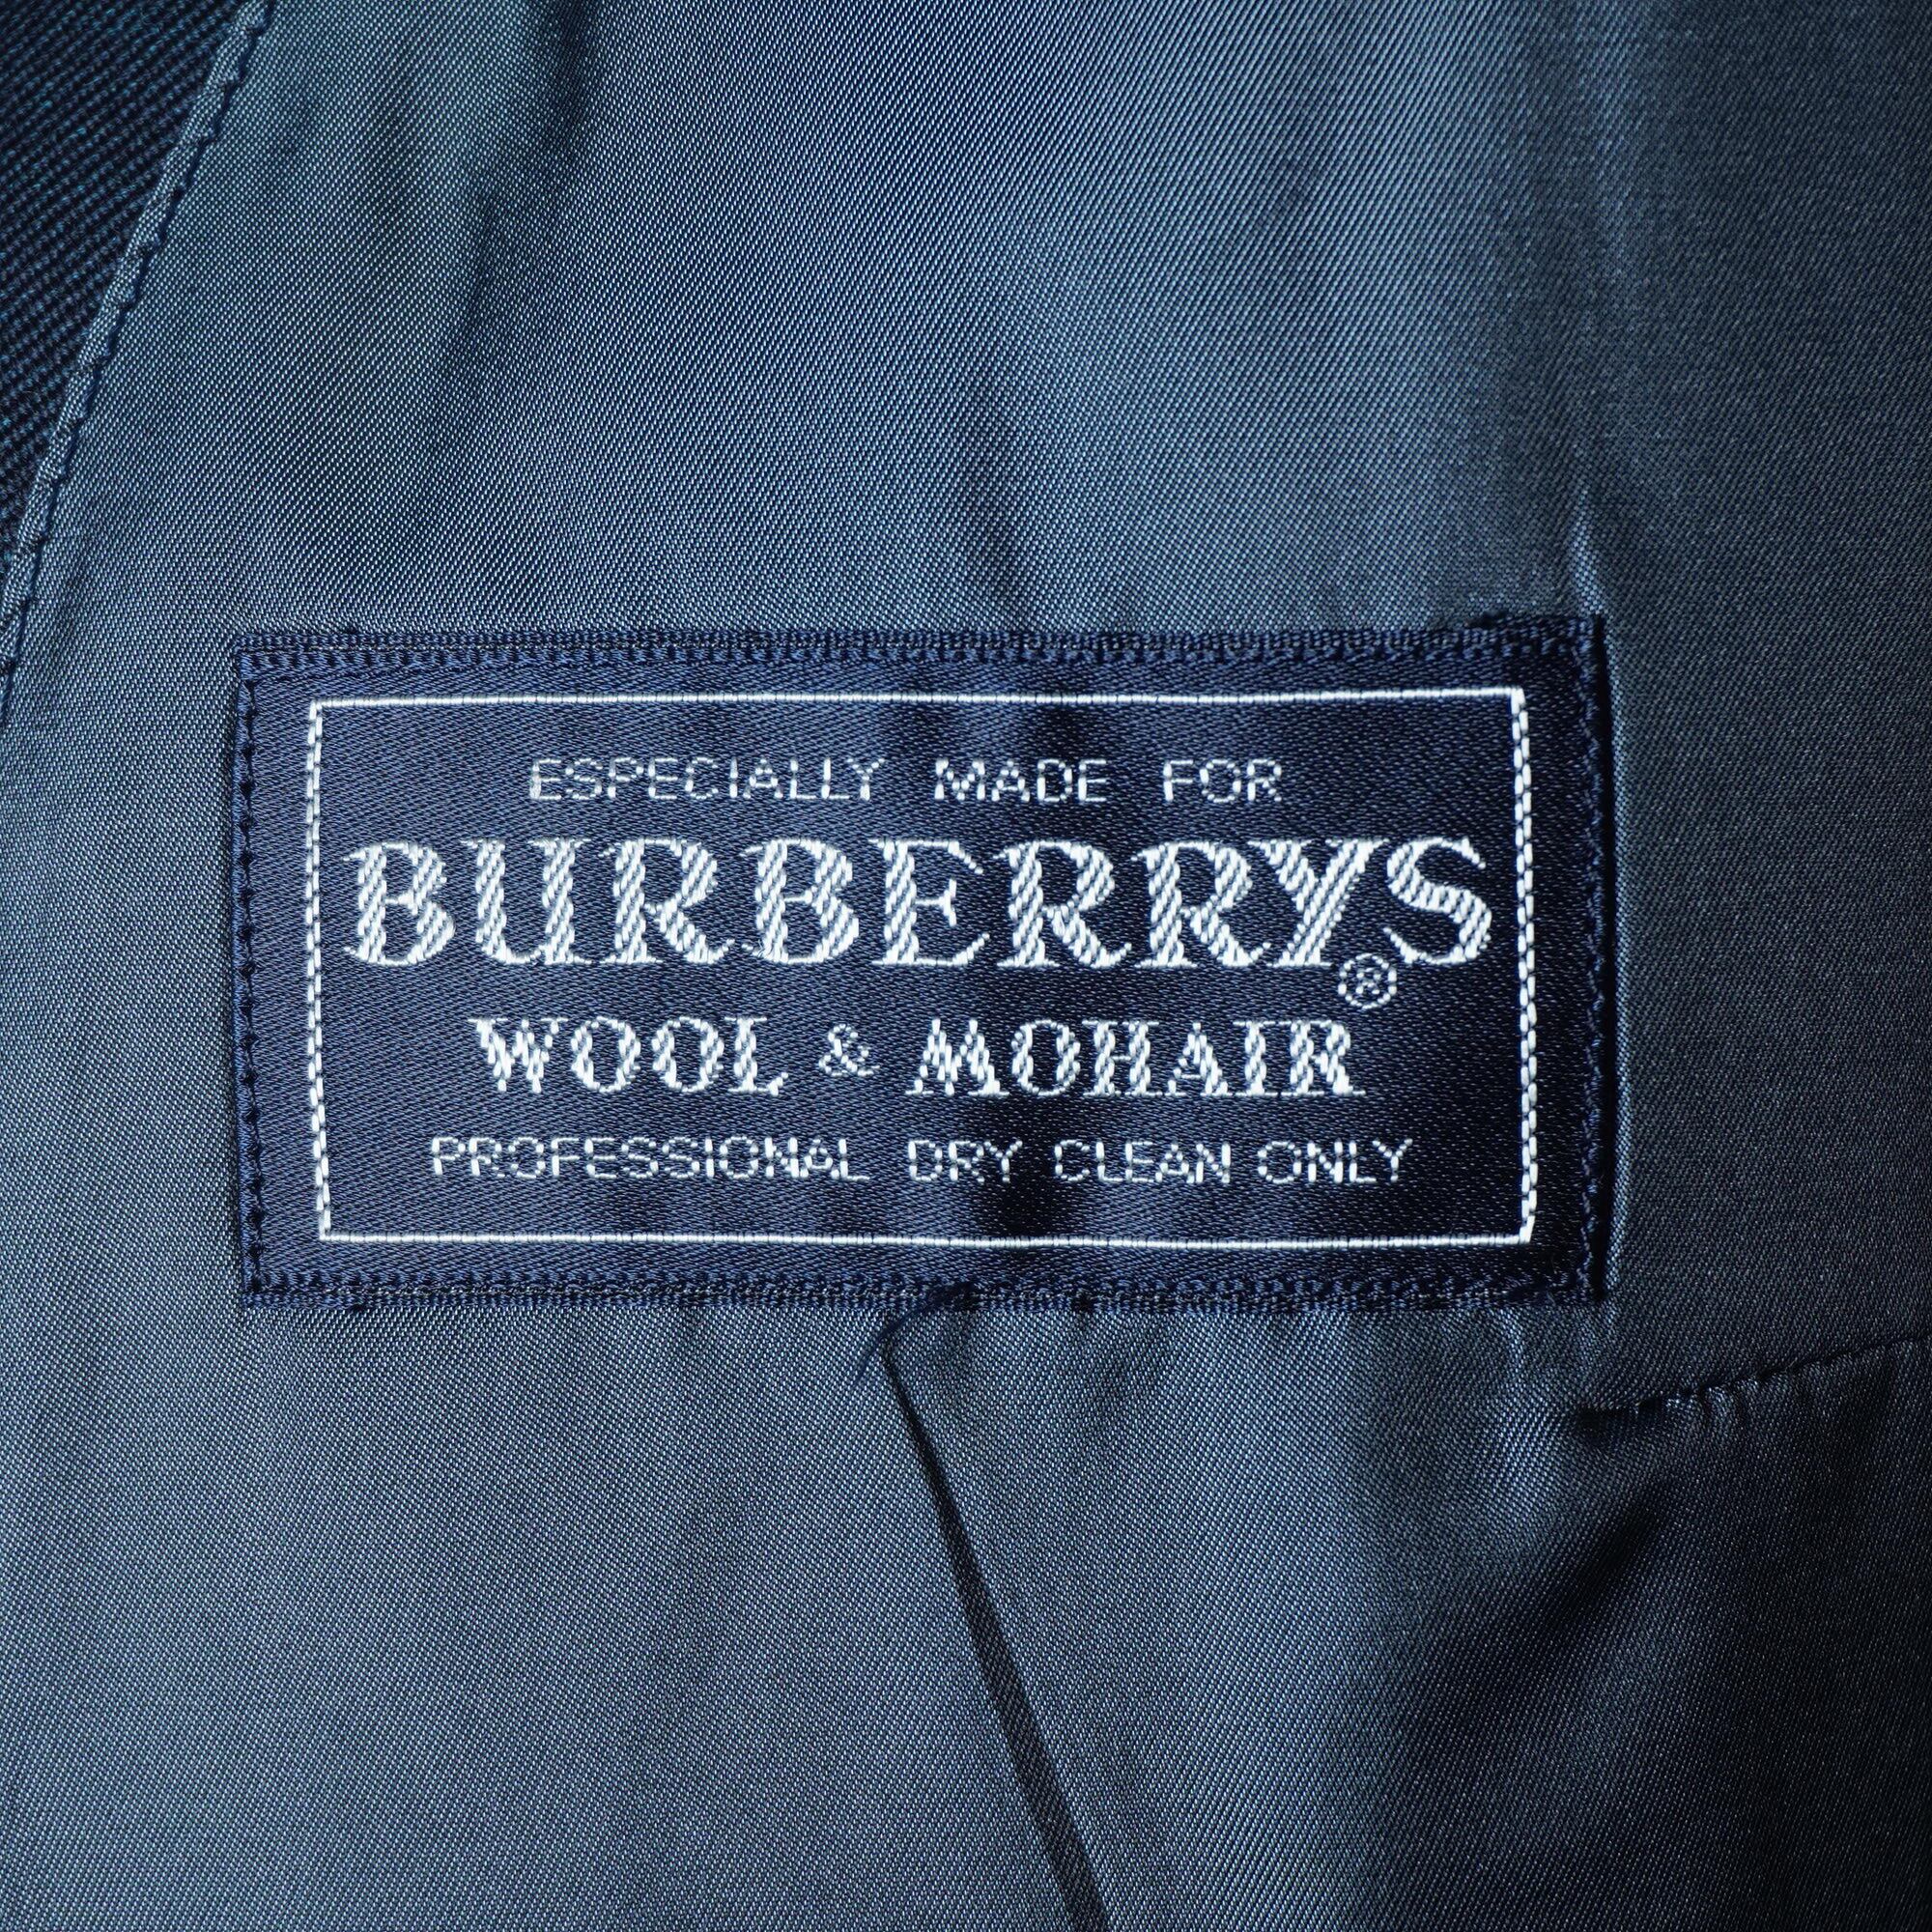 ESPECIALLY MADE FOR
BURBERRYS®
WOOL & MOHAIR
PROFESSIONAL DRY CLEAN ONLY